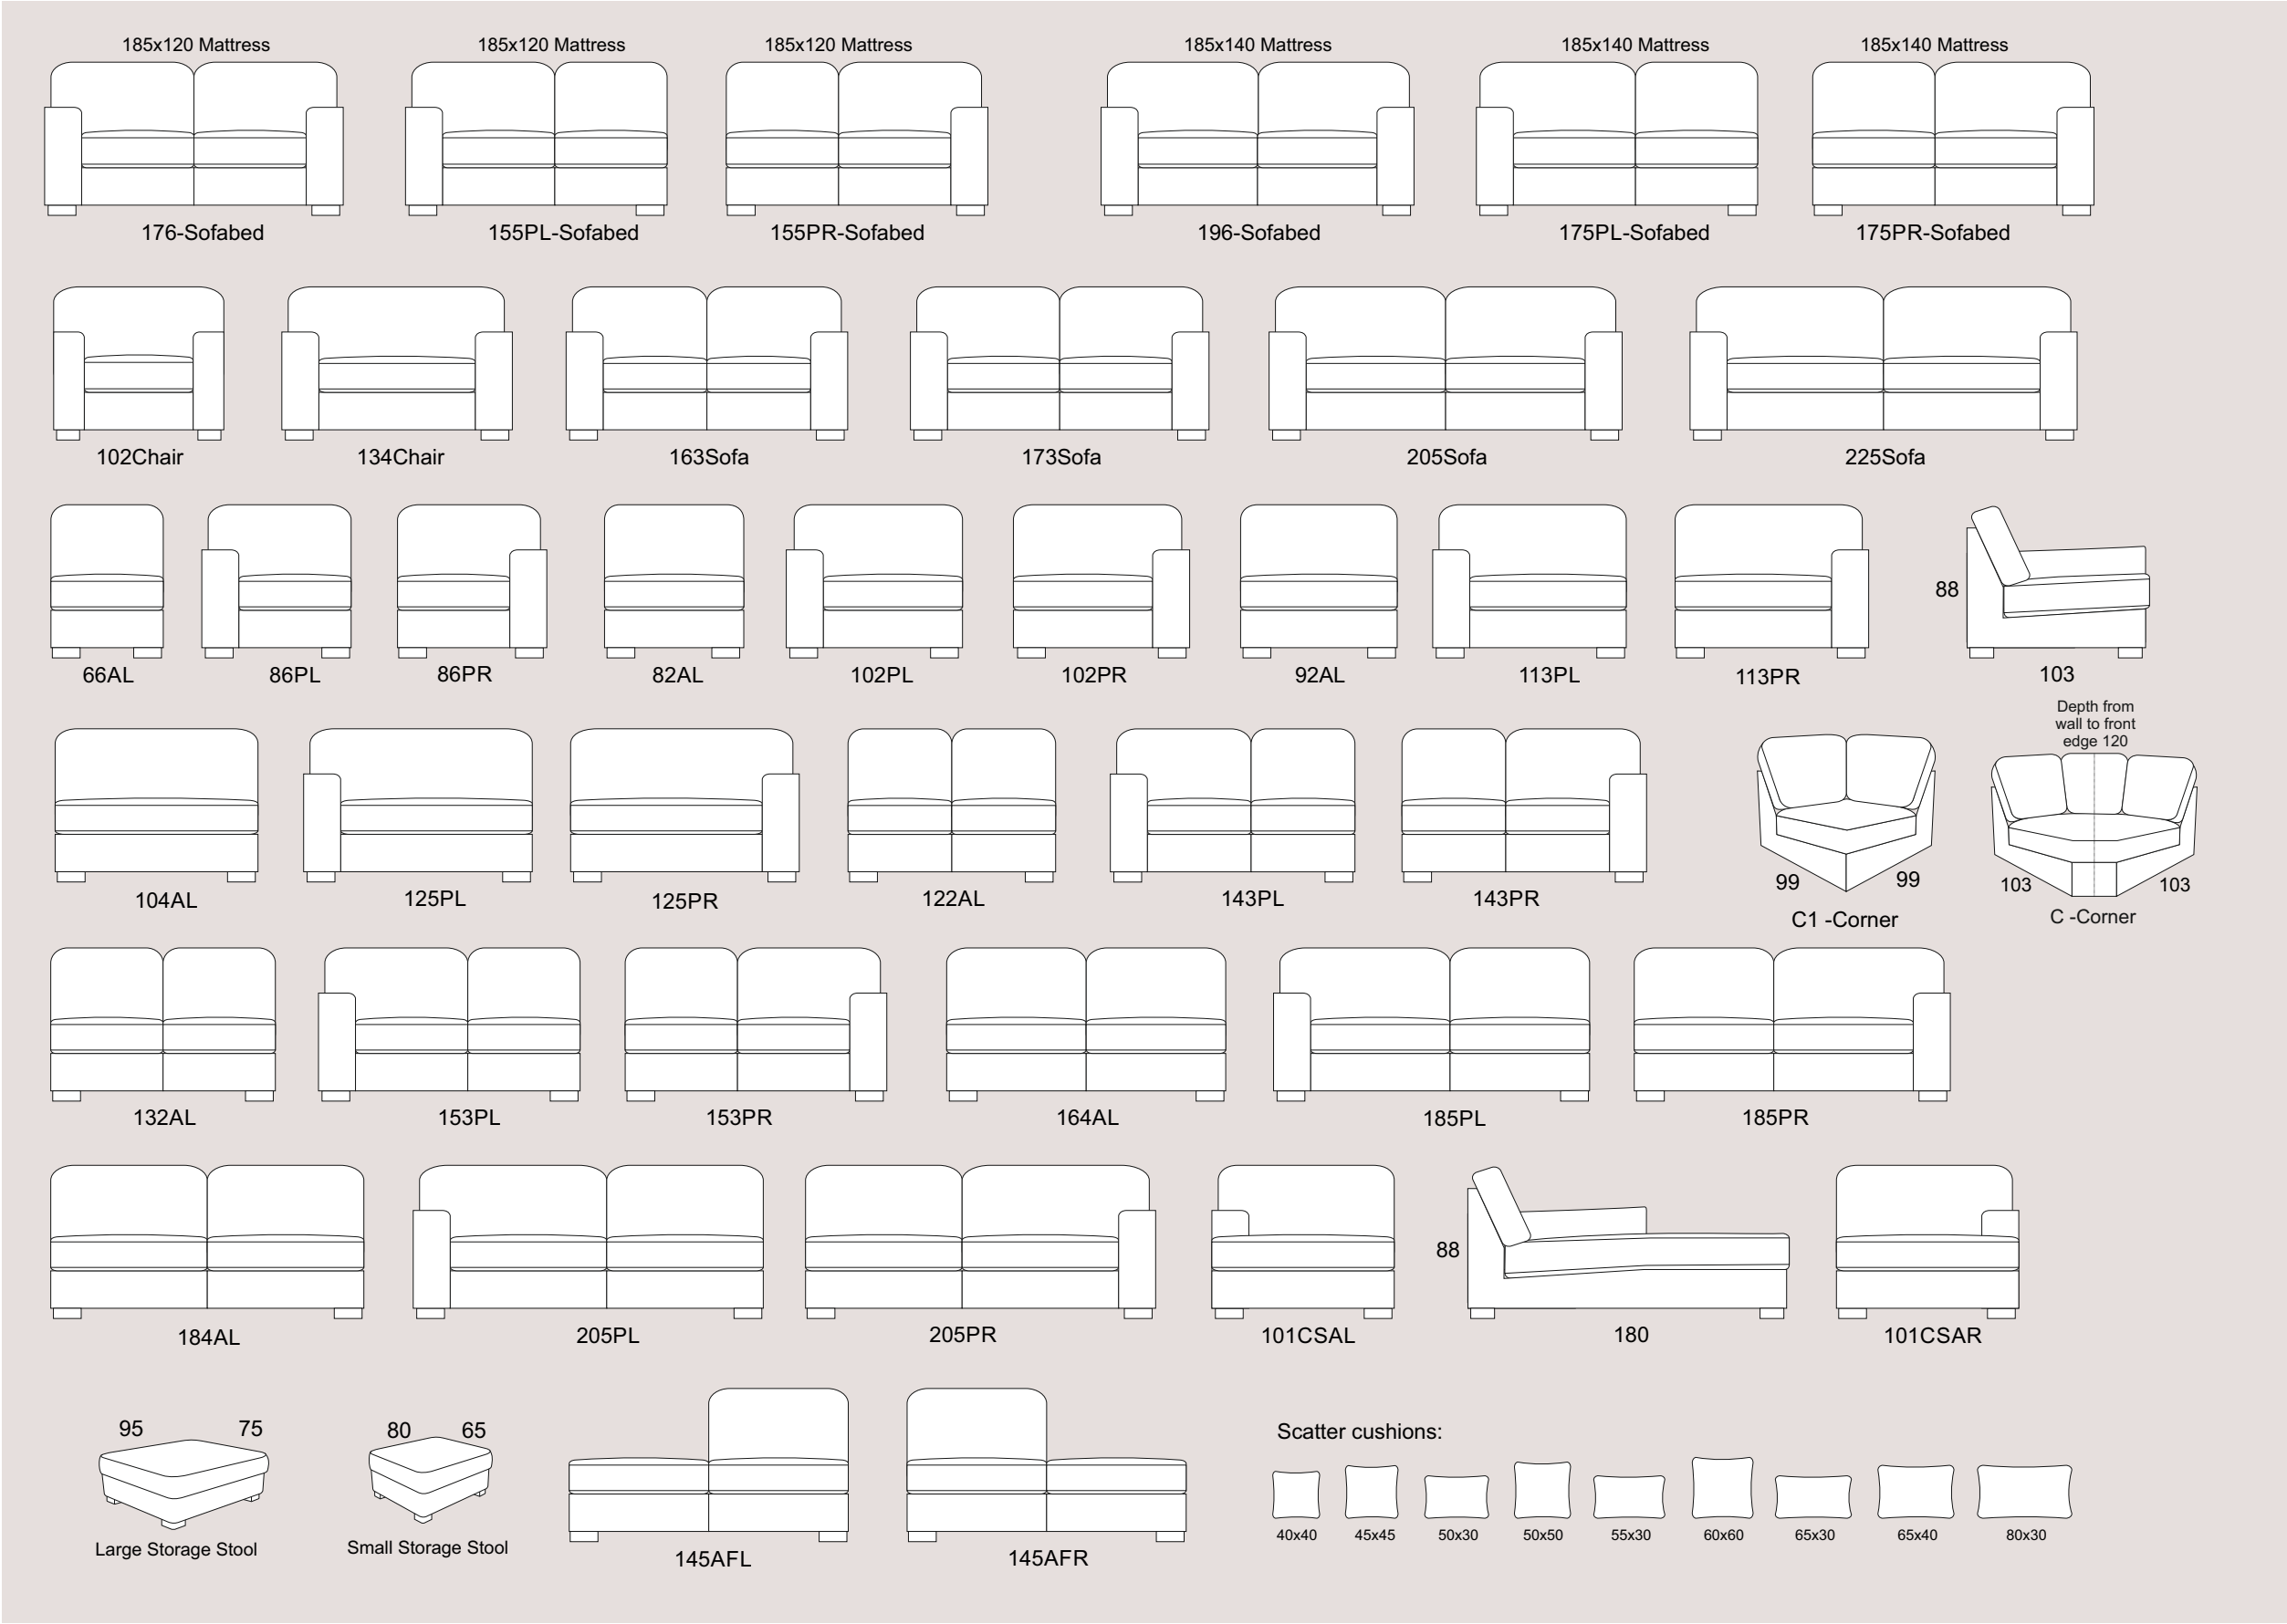 185x120 Mattress
185x120 Mattress
185x120 Mattress
185x140 Mattress
185x140 Mattress
185x140 Mattress
176-Sofabed
155PL-Sofabed
155PR-Sofabed
196-Sofabed
175PL-Sofabed
175PR-Sofabed
102Chair
134Chair
163Sofa
173Sofa
205Sofa
225Sofa
88
66AL
86PL
86PR
82AL
102PL
102PR
92AL
113PL
113PR
103
Depth from
wall to front
edge 120
99
99
103
103
104AL
125PL
125PR
122AL
143PL
143PR
C1 -Corner
C -Corner
132AL
153PL
153PR
164AL
185PL
185PR
88
184AL
205PL
205PR
101CSAL
180
101CSAR
95
75
80
65
Large Storage Stool
Small Storage Stool
145AFL
145AFR
Scatter cushions:
40x40
45x45
50x30
50x50
55x30
60x60
65x30
65x40
80x30